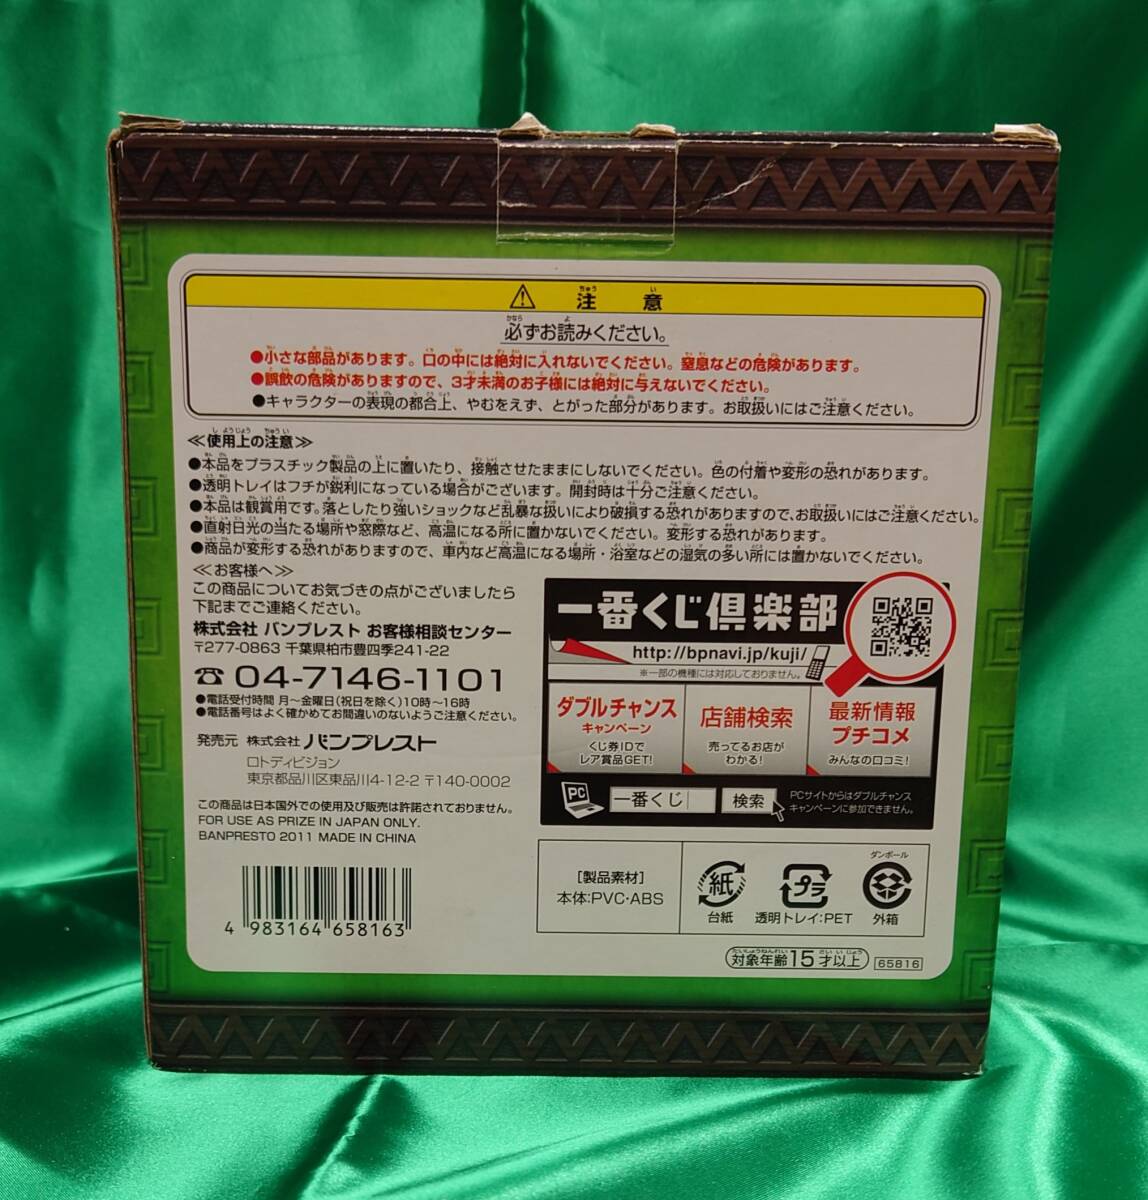 注意
必ずお読みください。
●小さな部品があります。口の中には絶対に入れないでください。窒息などの危険があります。
●誤飲の危険がありますので、3才未満のお子様には絶対に与えないでください。
●キャラクターの表現の都合上、やむをえず、とがった部分があります。お取扱いにはご注意ください。
≪使用上の注意≫
●本品をプラスチック製品の上に置いたり、接触させたままにしないでください。色の付着や変形の恐れがあります。
●透明トレイはフチが鋭利になっている場合がございます。開封時は十分ご注意ください。
●本品は観賞用です。落としたり強いショックなど乱暴な扱いにより破損する恐れがありますので、お取扱いにはご注意ください。
●直射日光の当たる場所や窓際など、高温になる所に置かないでください。変形する恐れがあります。
●商品が変形する恐れがありますので、車内など高温になる場所・浴室などの湿気の多い所には置かないでください。
≪お客様へ≫
この商品についてお気づきの点がございましたら
下記までご連絡ください。
株式会社 バンプレスト お客様相談センター
〒277-0863 千葉県柏市豊四季241-22
☎ 04-7146-1101
●電話受付時間 月～金曜日(祝日を除く)10時～16時
●電話番号はよく確かめてお間違いのないようご注意ください。
発売元 株式会社 バンプレスト
ロトディビジョン
東京都品川区東品川4-12-2 〒140-0002
この商品は日本国外での使用及び販売は許諾されておりません。
FOR USE AS PRIZE IN JAPAN ONLY.
BANPRESTO 2011 MADE IN CHINA
4 983164 658163
一番くじ倶楽部
http://bpnavi.jp/kuji/
※一部の機種には対応しておりません。
ダブルチャンス
キャンペーン
くじ券IDで
レア賞品GET!
店舗検索
売ってるお店が
わかる!
最新情報
プチコメ
みんなの口コミ!
PC
一番くじ
検索
PCサイトからはダブルチャンス
キャンペーンに参加できません。
[製品素材]
本体:PVC・ABS
紙
台紙
プラ
透明トレイ:PET
ダンボール
外箱
対象年齢15才以上
65816